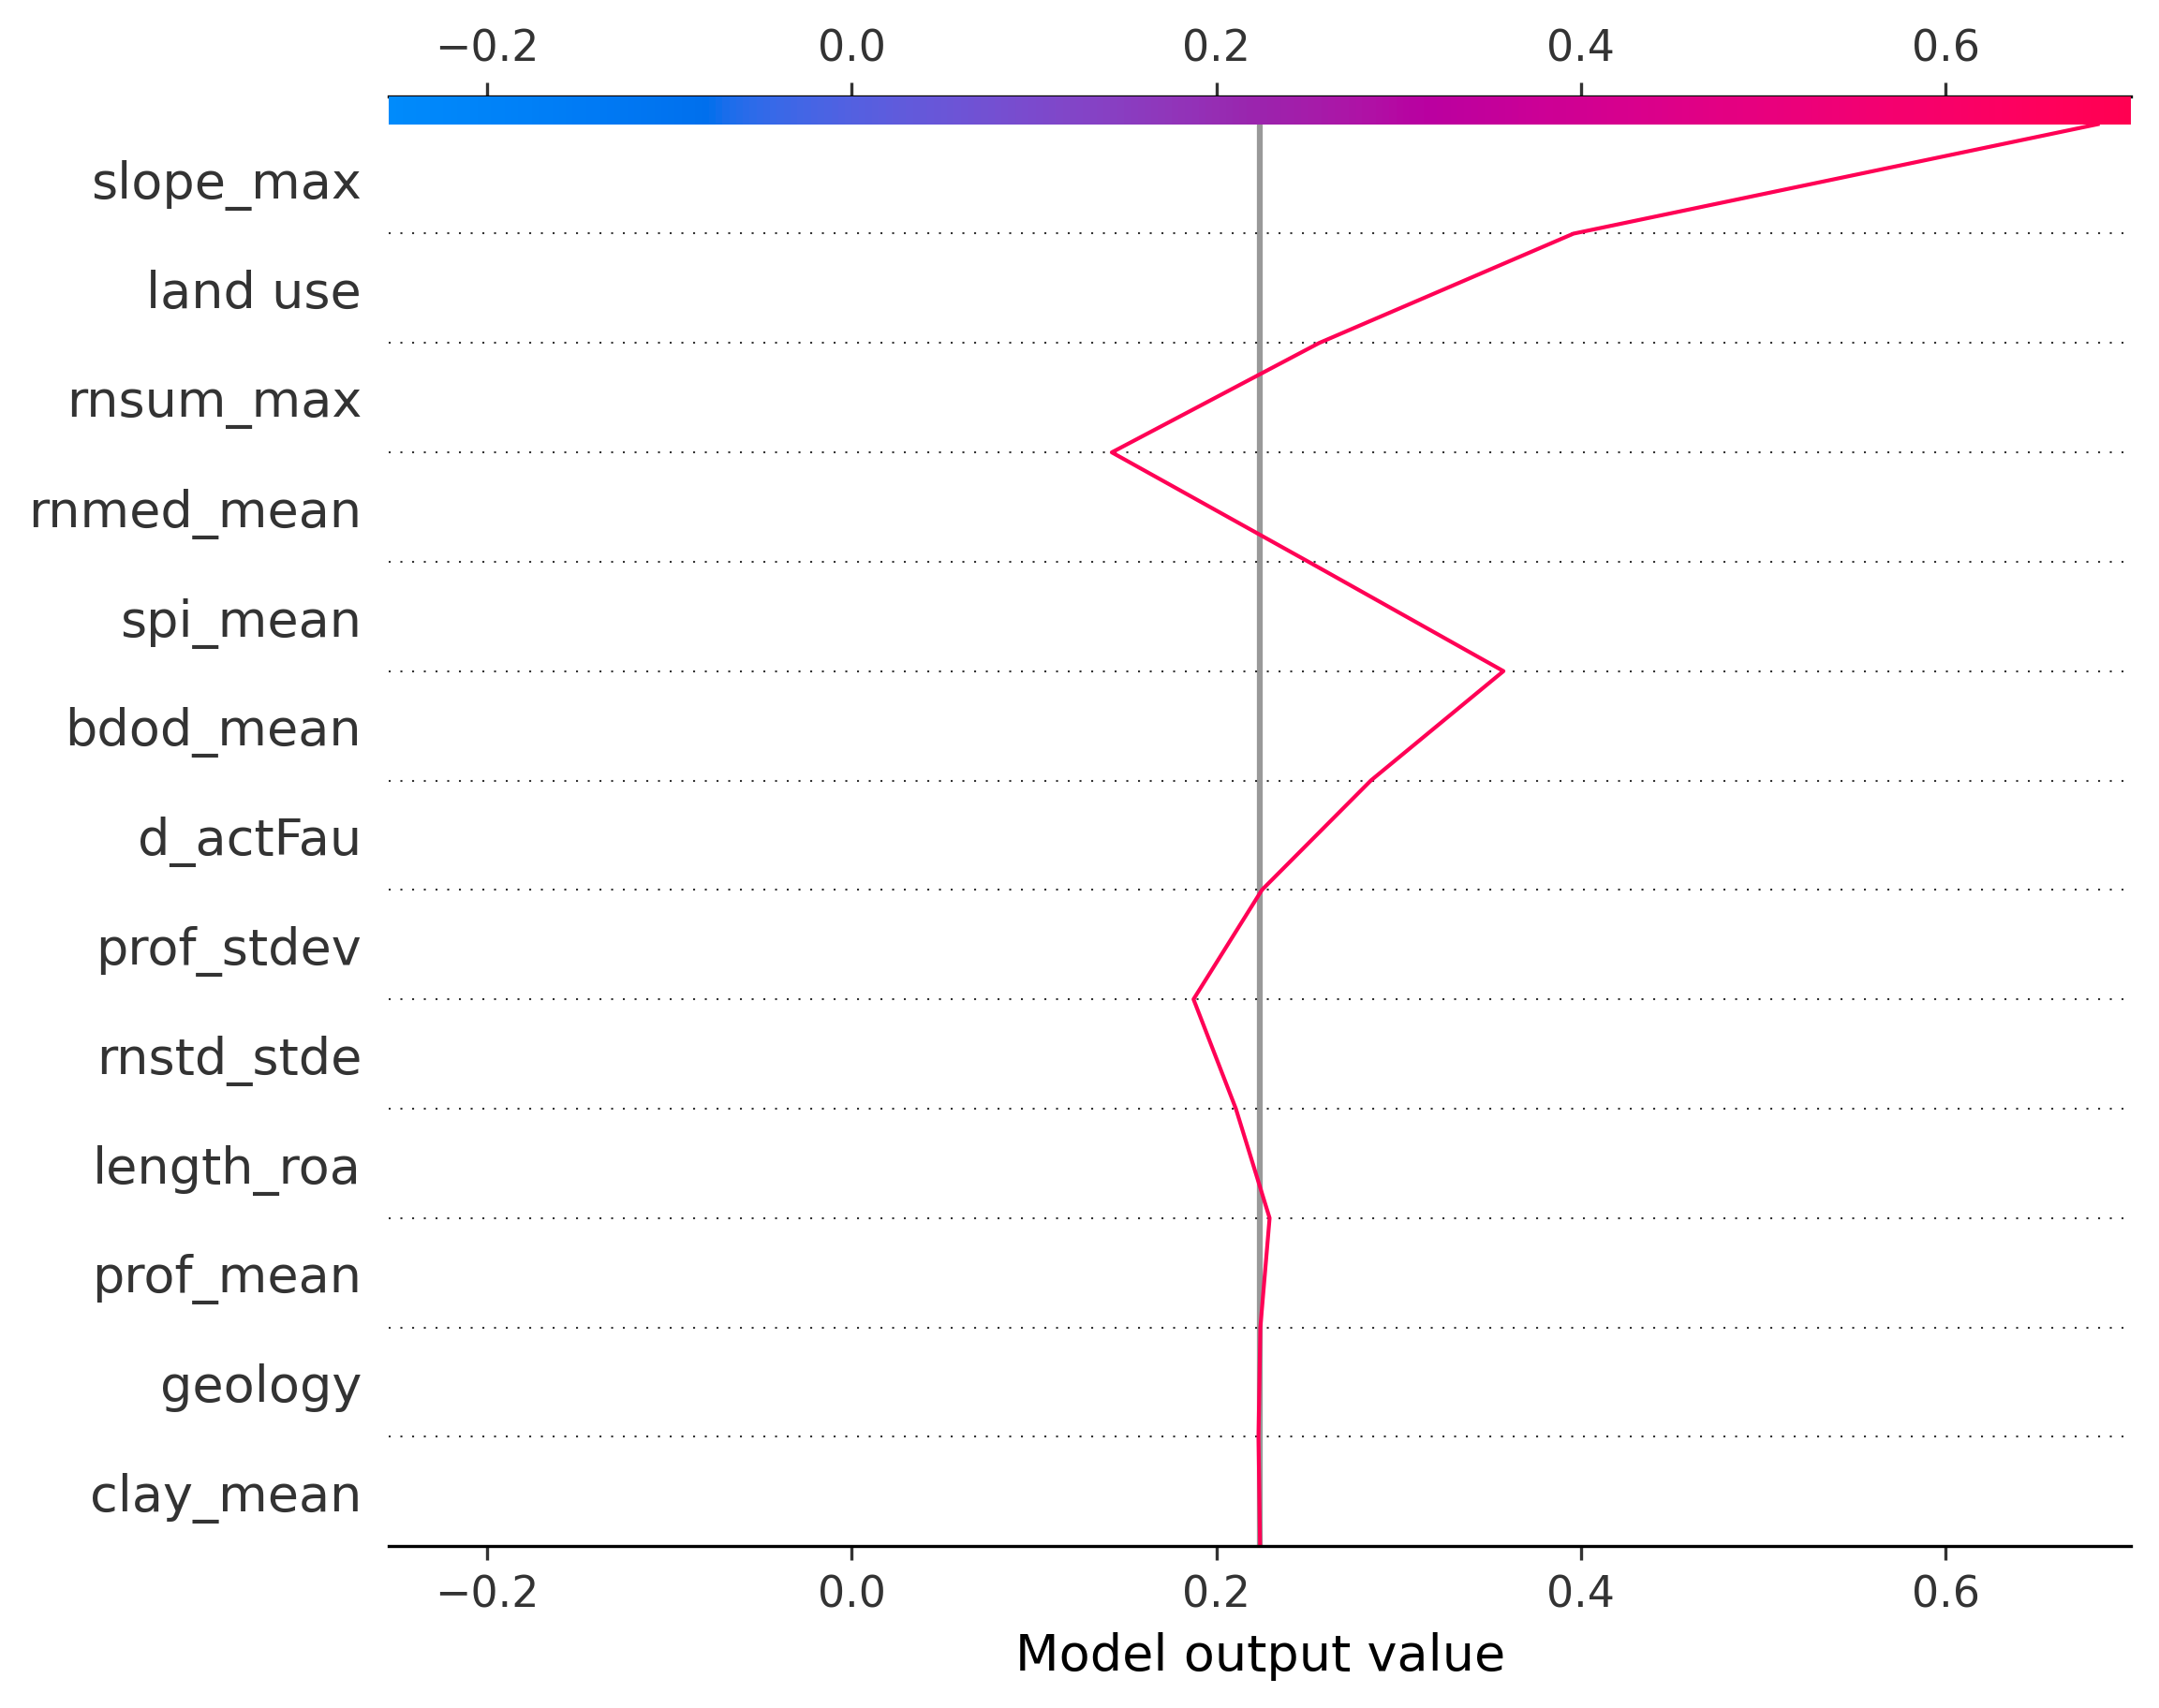 −0.2 0.0 0.2 0.4 0.6
slope_max
land use
rnsum_max
rnmed_mean
spi_mean
bdod_mean
d_actFau
prof_stdev
rnstd_stde
length_roa
prof_mean
geology
clay_mean
−0.2 0.0 0.2 0.4 0.6
Model output value